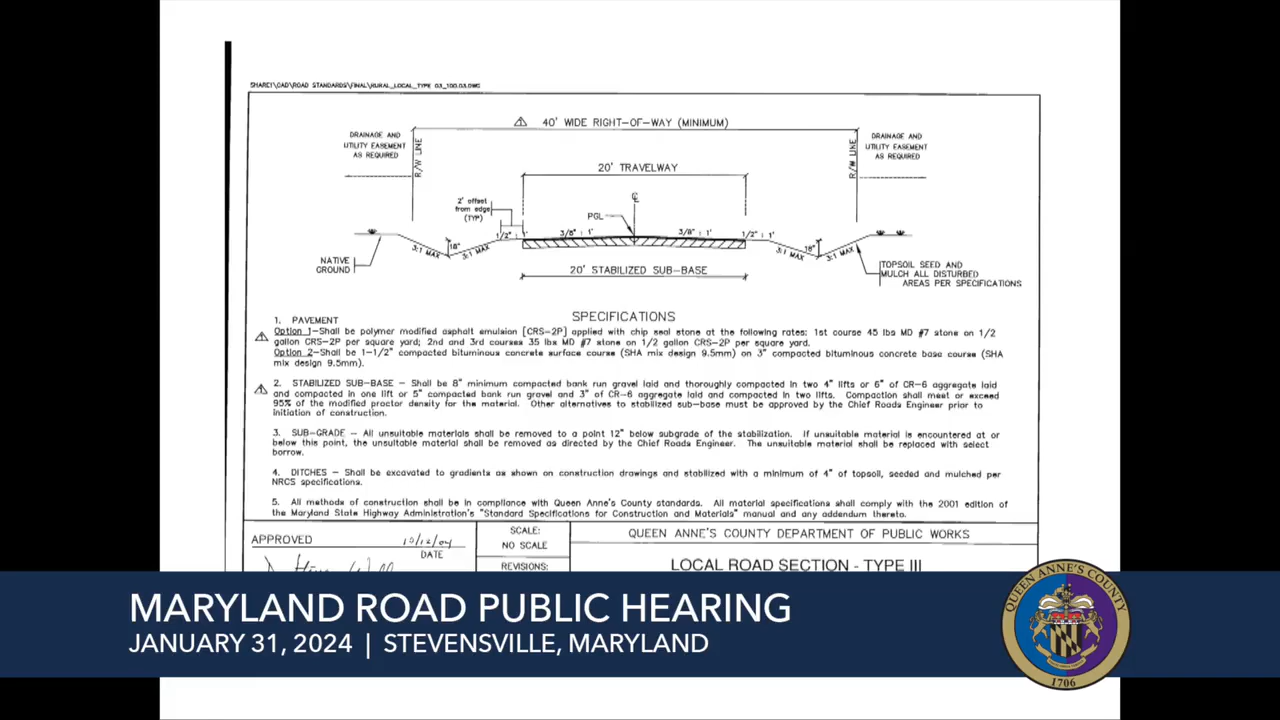 SHARE1\CAD\ROAD STANDARDS\FINAL\RURAL_LOCAL_TYPE 03_100.03.DWG
40' WIDE RIGHT-OF-WAY (MINIMUM)
DRAINAGE AND
UTILITY EASEMENT
AS REQUIRED
R/W LINE
20' TRAVELWAY
R/W LINE
DRAINAGE AND
UTILITY EASEMENT
AS REQUIRED
2' offset
from edge
(TYP)
PGL
℄
1/2" : 1'
3/8" : 1'
3/8" : 1'
1/2" : 1'
3:1 MAX
18"
3:1 MAX
3:1 MAX
18"
3:1 MAX
NATIVE
GROUND
20' STABILIZED SUB-BASE
TOPSOIL SEED AND
MULCH ALL DISTURBED
AREAS PER SPECIFICATIONS
SPECIFICATIONS
1. PAVEMENT
Option 1-Shall be polymer modified asphalt emulsion [CRS-2P] applied with chip seal stone at the following rates: 1st course 45 lbs MD #7 stone on 1/2
gallon CRS-2P per square yard; 2nd and 3rd courses 35 lbs MD #7 stone on 1/2 gallon CRS-2P per square yard.
Option 2-Shall be 1-1/2" compacted bituminous concrete surface course (SHA mix design 9.5mm) on 3" compacted bituminous concrete base course (SHA
mix design 9.5mm).
2. STABILIZED SUB-BASE - Shall be 8" minimum compacted bank run gravel laid and thoroughly compacted in two 4" lifts or 6" of CR-6 aggregate laid
and compacted in one lift or 5" compacted bank run gravel and 3" of CR-6 aggregate laid and compacted in two lifts. Compaction shall meet or exceed
95% of the modified proctor density for the material. Other alternatives to stabilized sub-base must be approved by the Chief Roads Engineer prior to
initiation of construction.
3. SUB-GRADE - All unsuitable materials shall be removed to a point 12" below subgrade of the stabilization. If unsuitable material is encountered at or
below this point, the unsuitable material shall be removed as directed by the Chief Roads Engineer. The unsuitable material shall be replaced with select
borrow.
4. DITCHES - Shall be excavated to gradients as shown on construction drawings and stabilized with a minimum of 4" of topsoil, seeded and mulched per
NRCS specifications.
5. All methods of construction shall be in compliance with Queen Anne's County standards. All material specifications shall comply with the 2001 edition of
the Maryland State Highway Administration's "Standard Specifications for Construction and Materials" manual and any addendum thereto.
APPROVED 10/12/04
DATE
SCALE:
NO SCALE
REVISIONS:
QUEEN ANNE'S COUNTY DEPARTMENT OF PUBLIC WORKS
LOCAL ROAD SECTION - TYPE III
MARYLAND ROAD PUBLIC HEARING
JANUARY 31, 2024 | STEVENSVILLE, MARYLAND
QUEEN ANNE'S COUNTY
1706